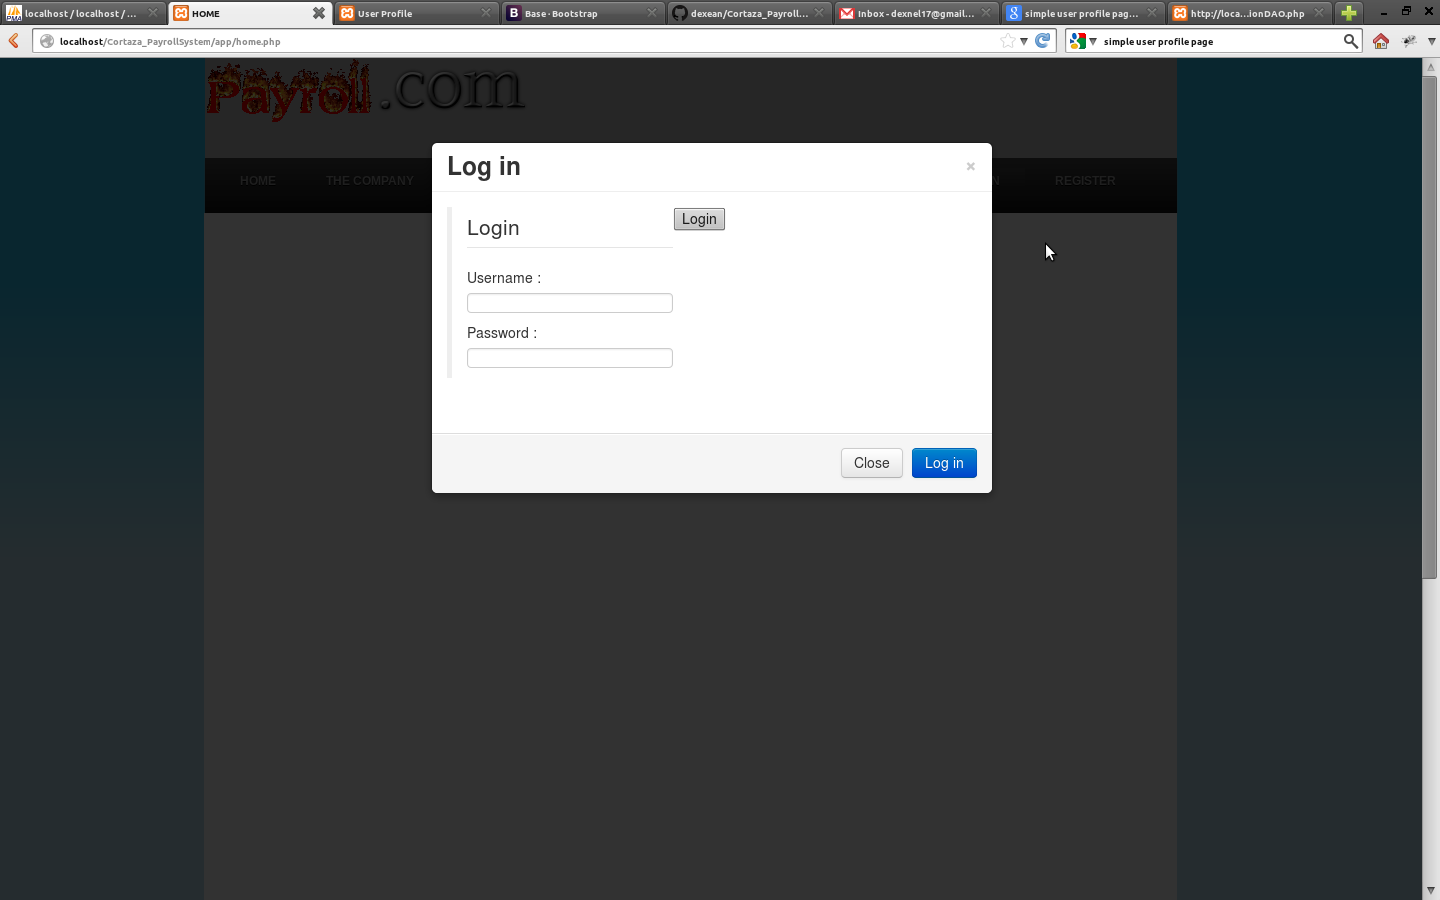 localhost / localhost / ...
HOME
User Profile
Base · Bootstrap
dexean/Cortaza_Payroll...
Inbox - dexnel17@gmail....
simple user profile pag...
http://loca...ionDAO.php
localhost/Cortaza_PayrollSystem/app/home.php
simple user profile page
Payroll.com
HOME
THE COMPANY
N
REGISTER
Log in
×
Login
Login
Username :
Password :
Close
Log in